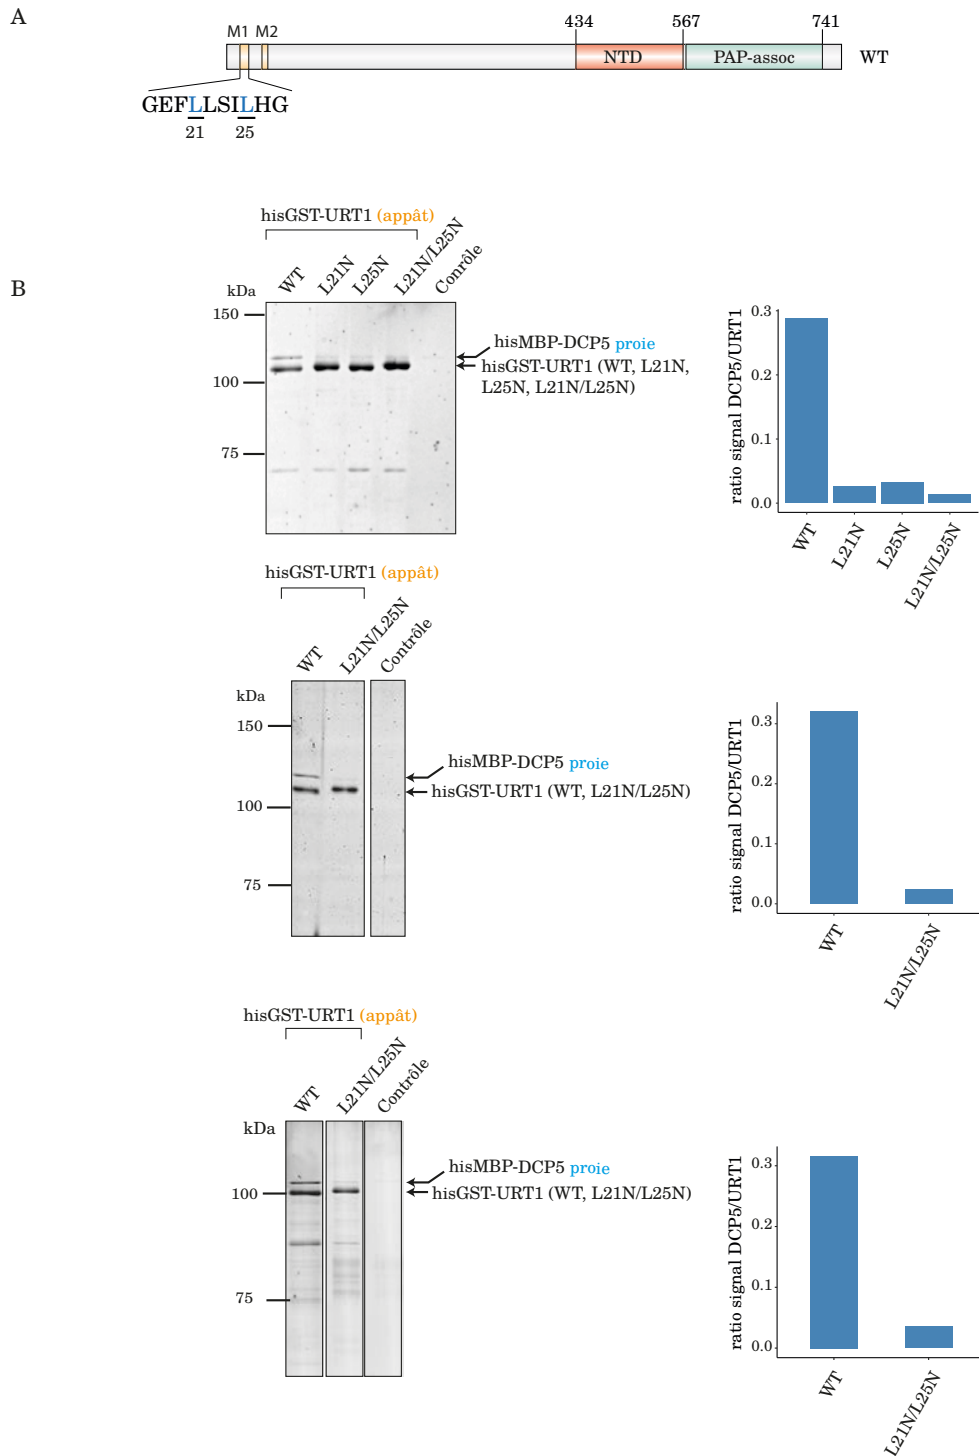 A
M1 M2
434 567 741
NTD PAP-assoc WT
GEFLLSILHG
21 25
B
hisGST-URT1 (appât)
WT L21N L25N L21N/L25N Conrôle
kDa
150
100
75
hisMBP-DCP5 proie
hisGST-URT1 (WT, L21N,
L25N, L21N/L25N)
ratio signal DCP5/URT1
0.3
0.2
0.1
0.0
WT L21N L25N L21N/L25N
hisGST-URT1 (appât)
WT L21N/L25N Contrôle
kDa
150
100
75
hisMBP-DCP5 proie
hisGST-URT1 (WT, L21N/L25N)
ratio signal DCP5/URT1
0.3
0.2
0.1
0.0
WT L21N/L25N
hisGST-URT1 (appât)
WT L21N/L25N Contrôle
kDa
100
75
hisMBP-DCP5 proie
hisGST-URT1 (WT, L21N/L25N)
ratio signal DCP5/URT1
0.3
0.2
0.1
0.0
WT L21N/L25N